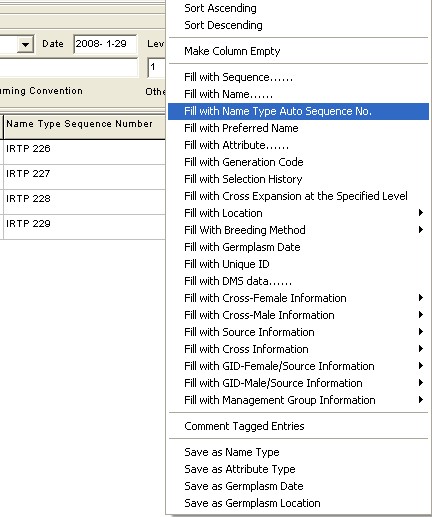 Sort Ascending
Sort Descending
Make Column Empty
Fill with Sequence......
Fill with Name......
Fill with Name Type Auto Sequence No.
Fill with Preferred Name
Fill with Attribute......
Fill with Generation Code
Fill with Selection History
Fill with Cross Expansion at the Specified Level
Fill with Location
Fill With Breeding Method
Fill with Germplasm Date
Fill with Unique ID
Fill with DMS data......
Fill with Cross-Female Information
Fill with Cross-Male Information
Fill with Source Information
Fill with Cross Information
Fill with GID-Female/Source Information
Fill with GID-Male/Source Information
Fill with Management Group Information
Comment Tagged Entries
Save as Name Type
Save as Attribute Type
Save as Germplasm Date
Save as Germplasm Location
Date 2008- 1-29 Lev
1
ming Convention Othe
Name Type Sequence Number
IRTP 226
IRTP 227
IRTP 228
IRTP 229